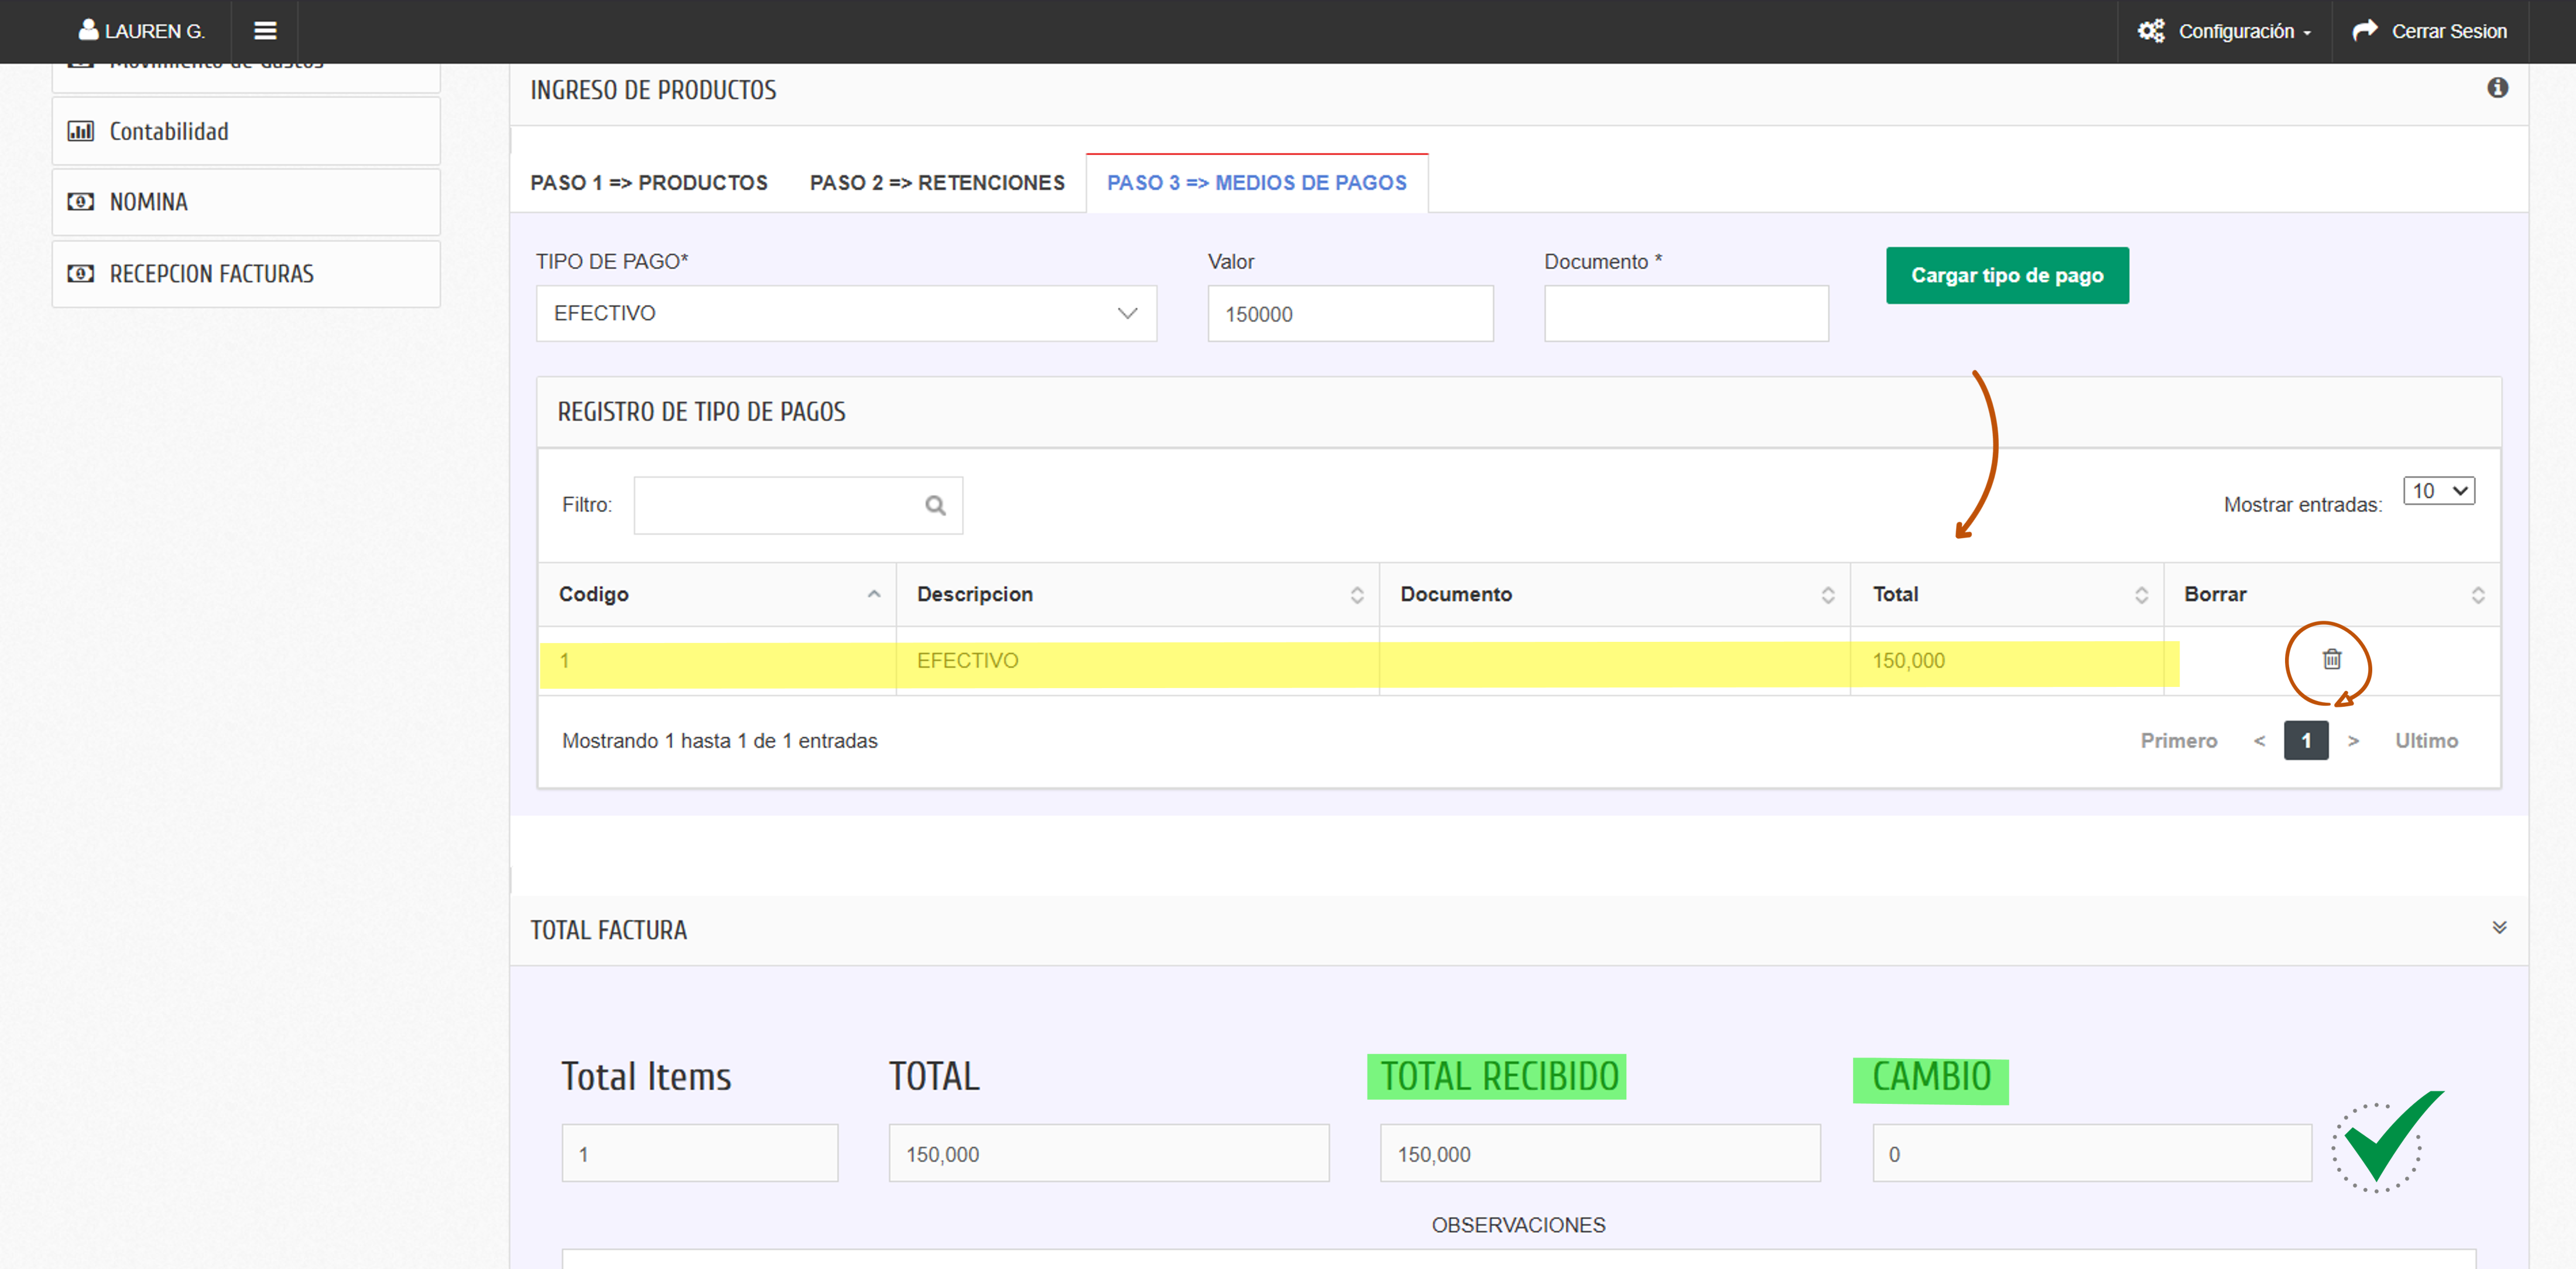 LAUREN G.
Configuración
Cerrar Sesion
Movimiento de Gastos
Contabilidad
NOMINA
RECEPCION FACTURAS
INGRESO DE PRODUCTOS
PASO 1 => PRODUCTOS
PASO 2 => RETENCIONES
PASO 3 => MEDIOS DE PAGOS
TIPO DE PAGO*
Valor
Documento *
Cargar tipo de pago
EFECTIVO
150000
REGISTRO DE TIPO DE PAGOS
Filtro:
Mostrar entradas: 10
Codigo
Descripcion
Documento
Total
Borrar
1
EFECTIVO
150,000
Mostrando 1 hasta 1 de 1 entradas
Primero < 1 > Ultimo
TOTAL FACTURA
Total Items
TOTAL
TOTAL RECIBIDO
CAMBIO
1
150,000
150,000
0
OBSERVACIONES